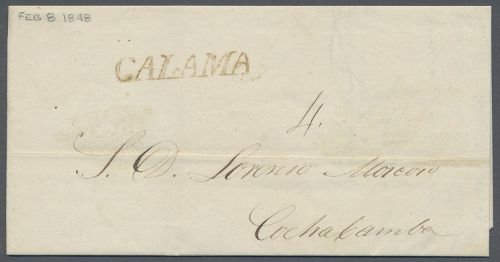 FEB 8 1848
CALAMA
4.
S. D. Lorenzo
Cochabamba